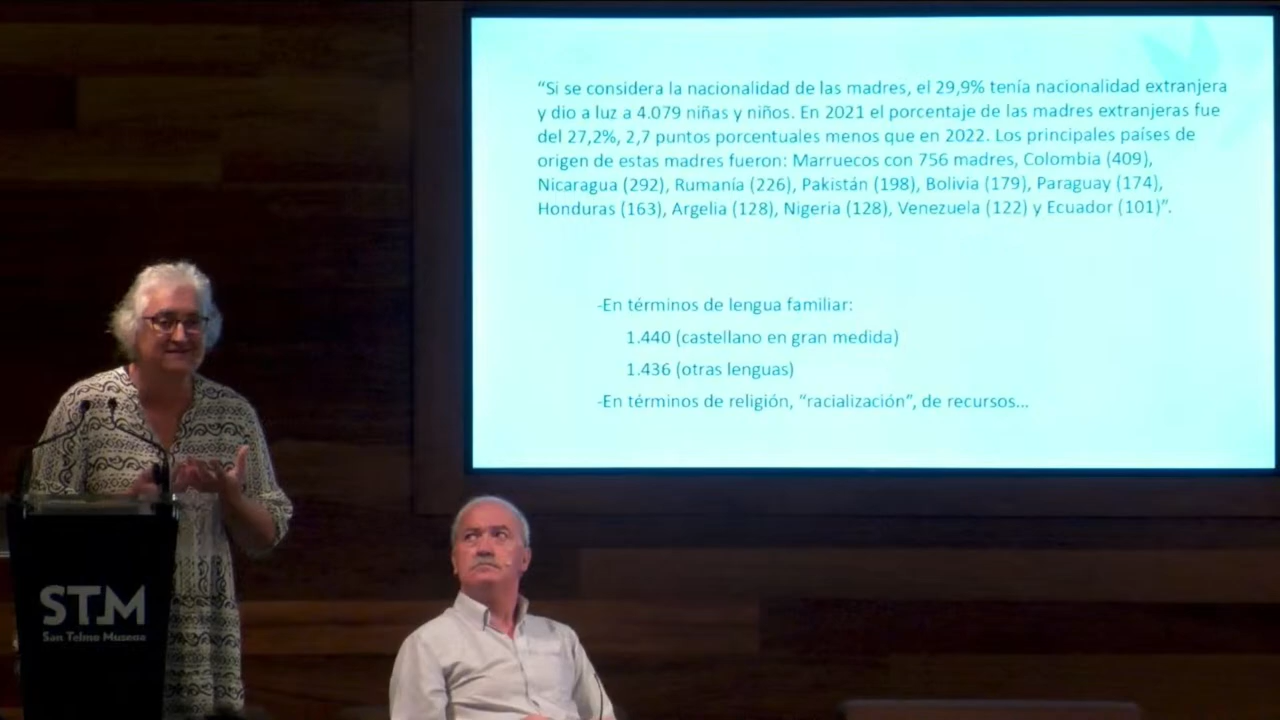 “Si se considera la nacionalidad de las madres, el 29,9% tenía nacionalidad extranjera
y dio a luz a 4.079 niñas y niños. En 2021 el porcentaje de las madres extranjeras fue
del 27,2%, 2,7 puntos porcentuales menos que en 2022. Los principales países de
origen de estas madres fueron: Marruecos con 756 madres, Colombia (409),
Nicaragua (292), Rumanía (226), Pakistán (198), Bolivia (179), Paraguay (174),
Honduras (163), Argelia (128), Nigeria (128), Venezuela (122) y Ecuador (101)”.
-En términos de lengua familiar:
1.440 (castellano en gran medida)
1.436 (otras lenguas)
-En términos de religión, “racialización”, de recursos...
STM
San Telmo Museoa